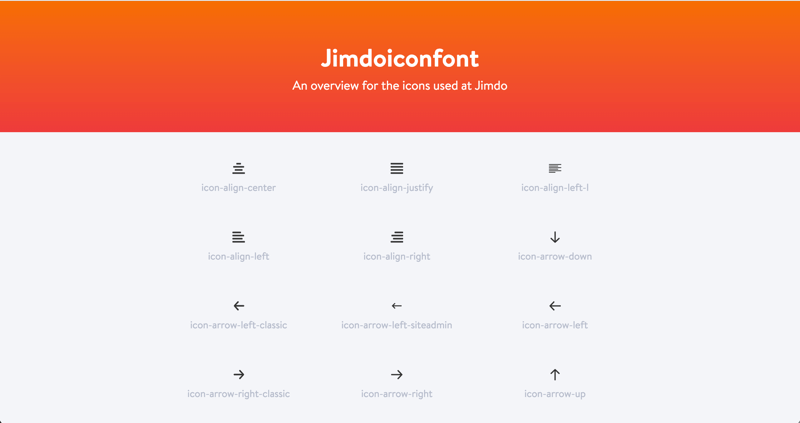 Jimdoiconfont
An overview for the icons used at Jimdo
icon-align-center
icon-align-justify
icon-align-left-l
icon-align-left
icon-align-right
icon-arrow-down
icon-arrow-left-classic
icon-arrow-left-siteadmin
icon-arrow-left
icon-arrow-right-classic
icon-arrow-right
icon-arrow-up